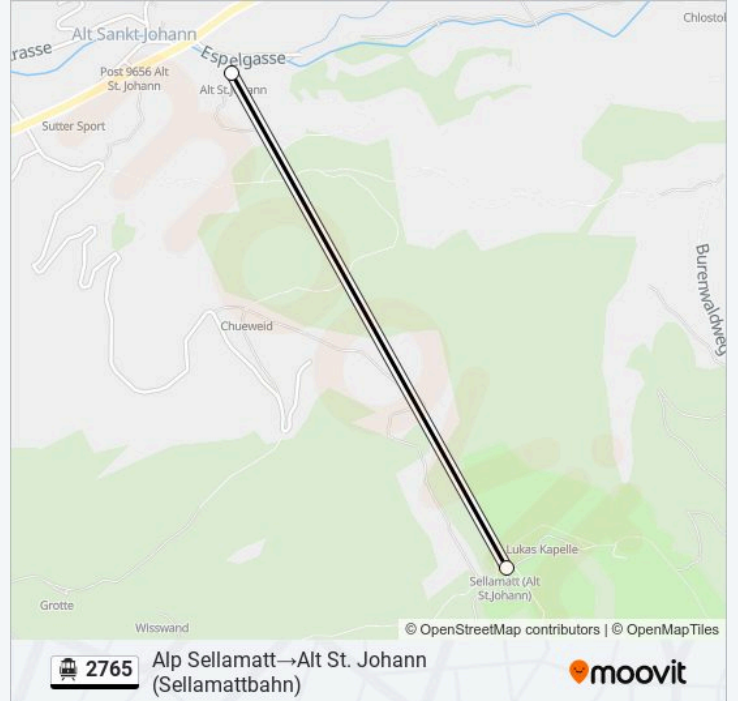 Chlostol
Alt Sankt-Johann
rasse
Espelgasse
Post 9656 Alt
St. Johann
Alt St.Johann
Sutter Sport
Burenwaldweg
Chueweid
Lukas Kapelle
Sellamatt (Alt
St.Johann)
Grotte
Wisswand
© OpenStreetMap contributors | © OpenMapTiles
2765
Alp Sellamatt→Alt St. Johann
(Sellamattbahn)
moovit